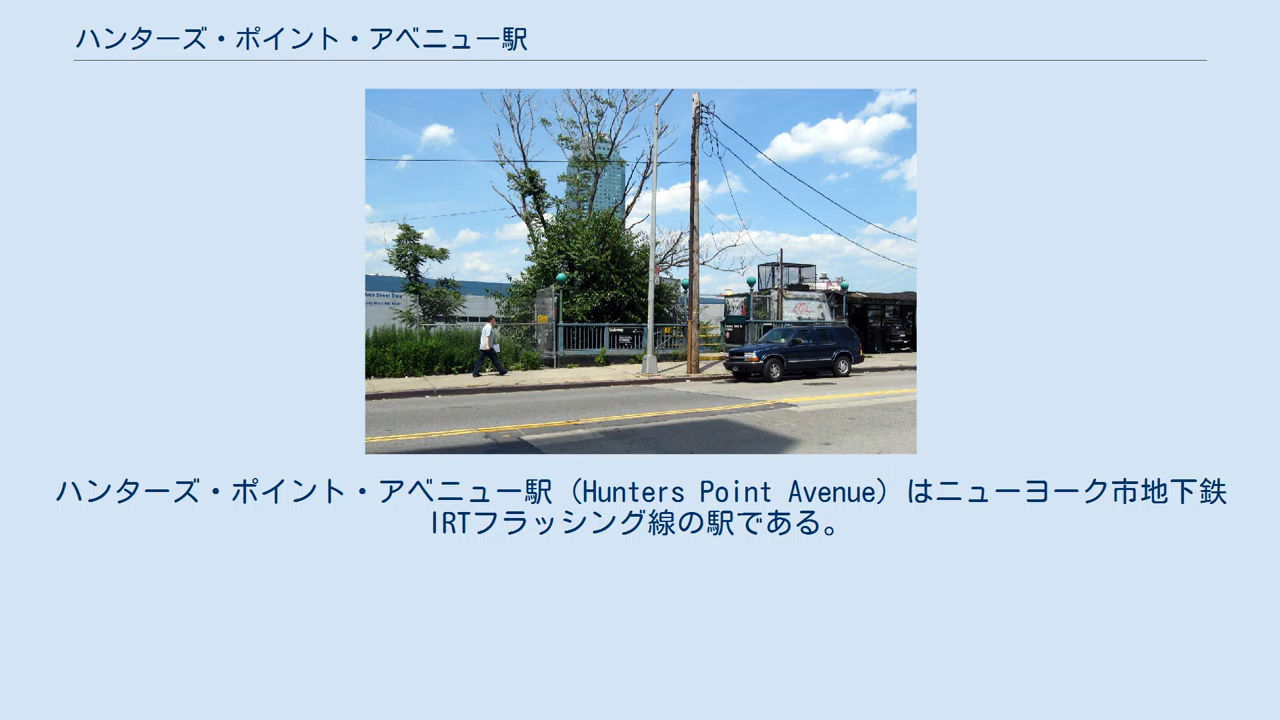 ハンターズ・ポイント・アベニュー駅
ハンターズ・ポイント・アベニュー駅（Hunters Point Avenue）はニューヨーク市地下鉄
IRTフラッシング線の駅である。